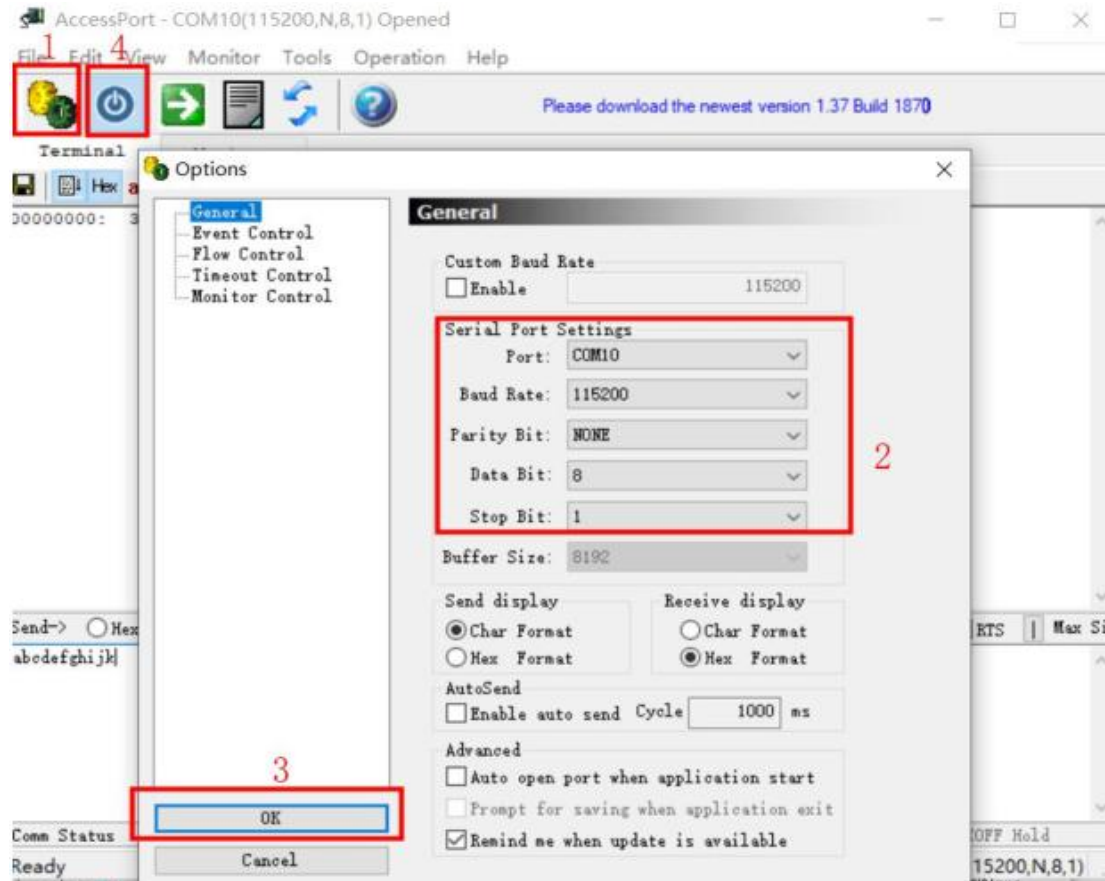 AccessPort - COM10(115200,N,8,1) Opened
1 4
File Edit View Monitor Tools Operation Help
Please download the newest version 1.37 Build 1870
Terminal
Options
Hex a
00000000: 3
General
Event Control
Flow Control
Timeout Control
Monitor Control
General
Custom Baud Rate
Enable 115200
Serial Port Settings
Port: COM10
Baud Rate: 115200
Parity Bit: NONE
2
Data Bit: 8
Stop Bit: 1
Buffer Size: 8192
Send display Receive display
Char Format Char Format
Hex Format Hex Format
Send-> Hex
RTS | Max Si
abcdefghijk
AutoSend
Enable auto send Cycle 1000 ms
Advanced
Auto open port when application start
Prompt for saving when application exit
Remind me when update is available
3
OK
Cancel
Comm Status
OFF Hold
Ready
15200,N,8,1)